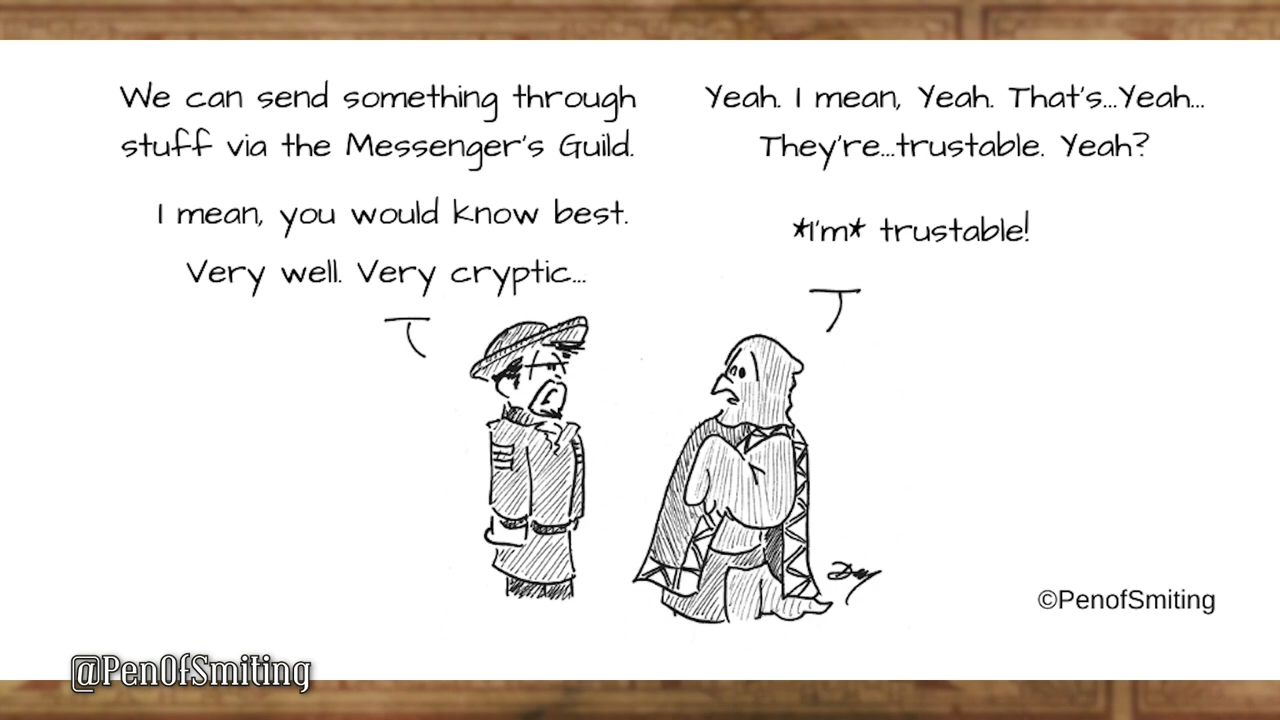 We can send something through
stuff via the Messenger's Guild.
I mean, you would know best.
Very well. Very cryptic...
Yeah. I mean, Yeah. That's...Yeah...
They're...trustable. Yeah?
*I'm* trustable!
Dey
©PenofSmiting
@PenOfSmiting